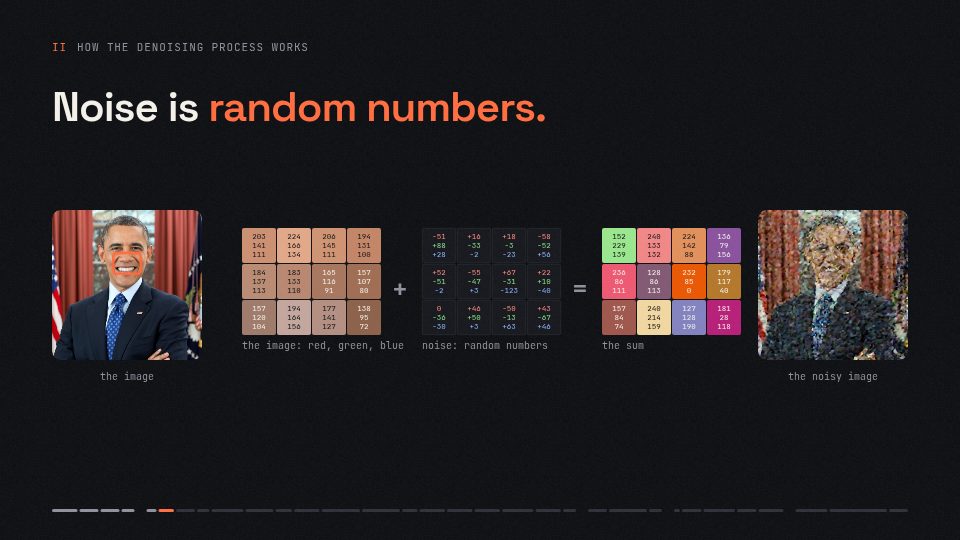 II HOW THE DENOISING PROCESS WORKS
Noise is random numbers.
203 224 206 194
141 166 145 131
111 134 111 100
184 183 165 157
137 133 116 107
113 110 91 80
157 194 177 138
120 164 141 95
104 156 127 72
+
-51 +16 +18 -58
+88 -33 -3 -52
+28 -2 -23 +56
+52 -55 +67 +22
-51 -47 -31 +10
-2 +3 -123 -40
0 +46 -50 +43
-36 +50 -13 -67
-30 +3 +63 +46
=
152 240 224 136
229 133 142 79
139 132 88 156
236 128 232 179
86 86 85 117
111 113 0 40
157 240 127 181
84 214 128 28
74 159 190 118
the image: red, green, blue
noise: random numbers
the sum
the image
the noisy image